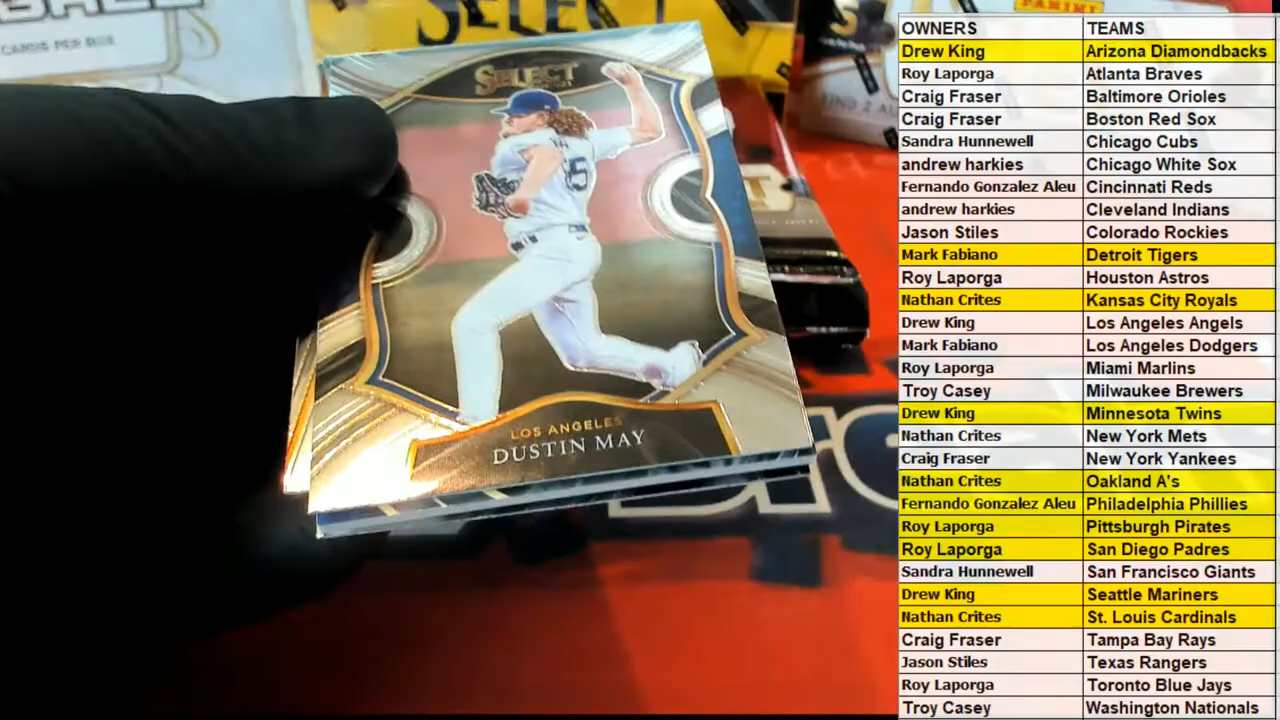 CARDS PER BOX
SELECT
PANINI
SELECT
55
LOS ANGELES
DUSTIN MAY
OWNERS TEAMS
Drew King Arizona Diamondbacks
Roy Laporga Atlanta Braves
Craig Fraser Baltimore Orioles
Craig Fraser Boston Red Sox
Sandra Hunnewell Chicago Cubs
andrew harkies Chicago White Sox
Fernando Gonzalez Aleu Cincinnati Reds
andrew harkies Cleveland Indians
Jason Stiles Colorado Rockies
Mark Fabiano Detroit Tigers
Roy Laporga Houston Astros
Nathan Crites Kansas City Royals
Drew King Los Angeles Angels
Mark Fabiano Los Angeles Dodgers
Roy Laporga Miami Marlins
Troy Casey Milwaukee Brewers
Drew King Minnesota Twins
Nathan Crites New York Mets
Craig Fraser New York Yankees
Nathan Crites Oakland A's
Fernando Gonzalez Aleu Philadelphia Phillies
Roy Laporga Pittsburgh Pirates
Roy Laporga San Diego Padres
Sandra Hunnewell San Francisco Giants
Drew King Seattle Mariners
Nathan Crites St. Louis Cardinals
Craig Fraser Tampa Bay Rays
Jason Stiles Texas Rangers
Roy Laporga Toronto Blue Jays
Troy Casey Washington Nationals